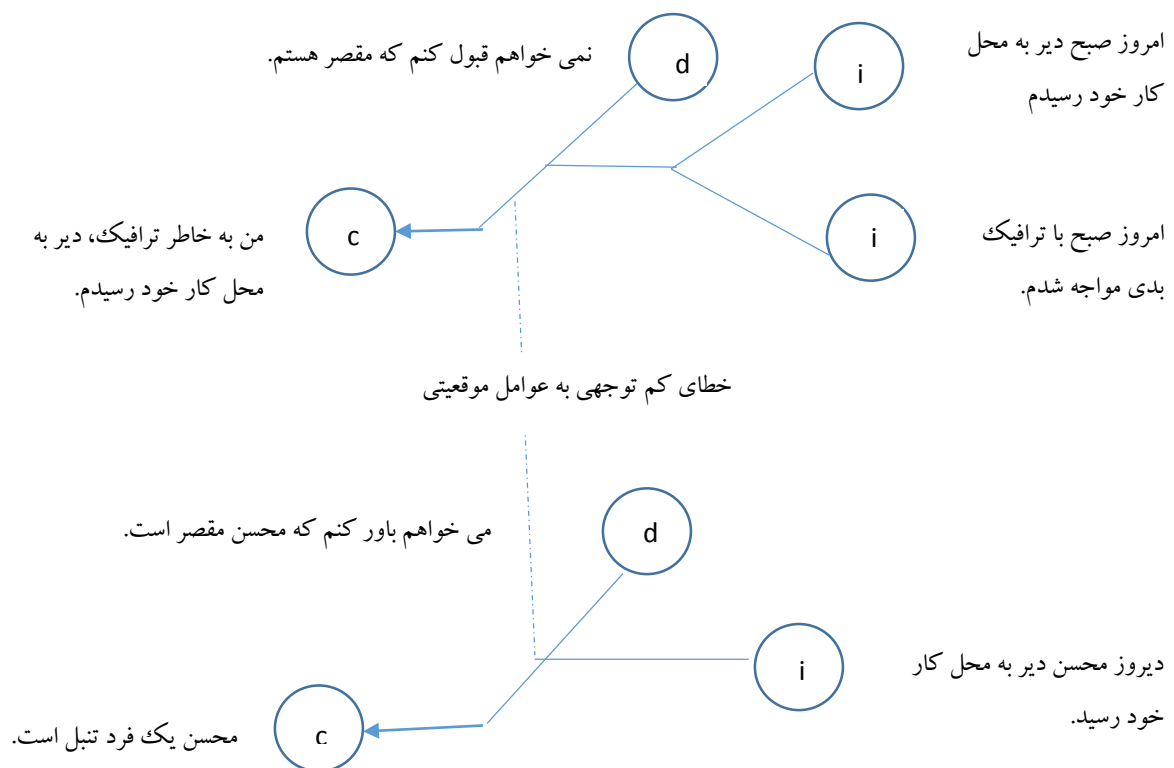 امروز صبح دیر به محل
کار خود رسیدم
i
d
نمی خواهم قبول کنم که مقصر هستم.
امروز صبح با ترافیک
بدی مواجه شدم.
i
c
من به خاطر ترافیک، دیر به
محل کار خود رسیدم.
خطای کم توجهی به عوامل موقعیتی
d
می خواهم باور کنم که محسن مقصر است.
دیروز محسن دیر به محل کار
خود رسید.
i
c
محسن یک فرد تنبل است.